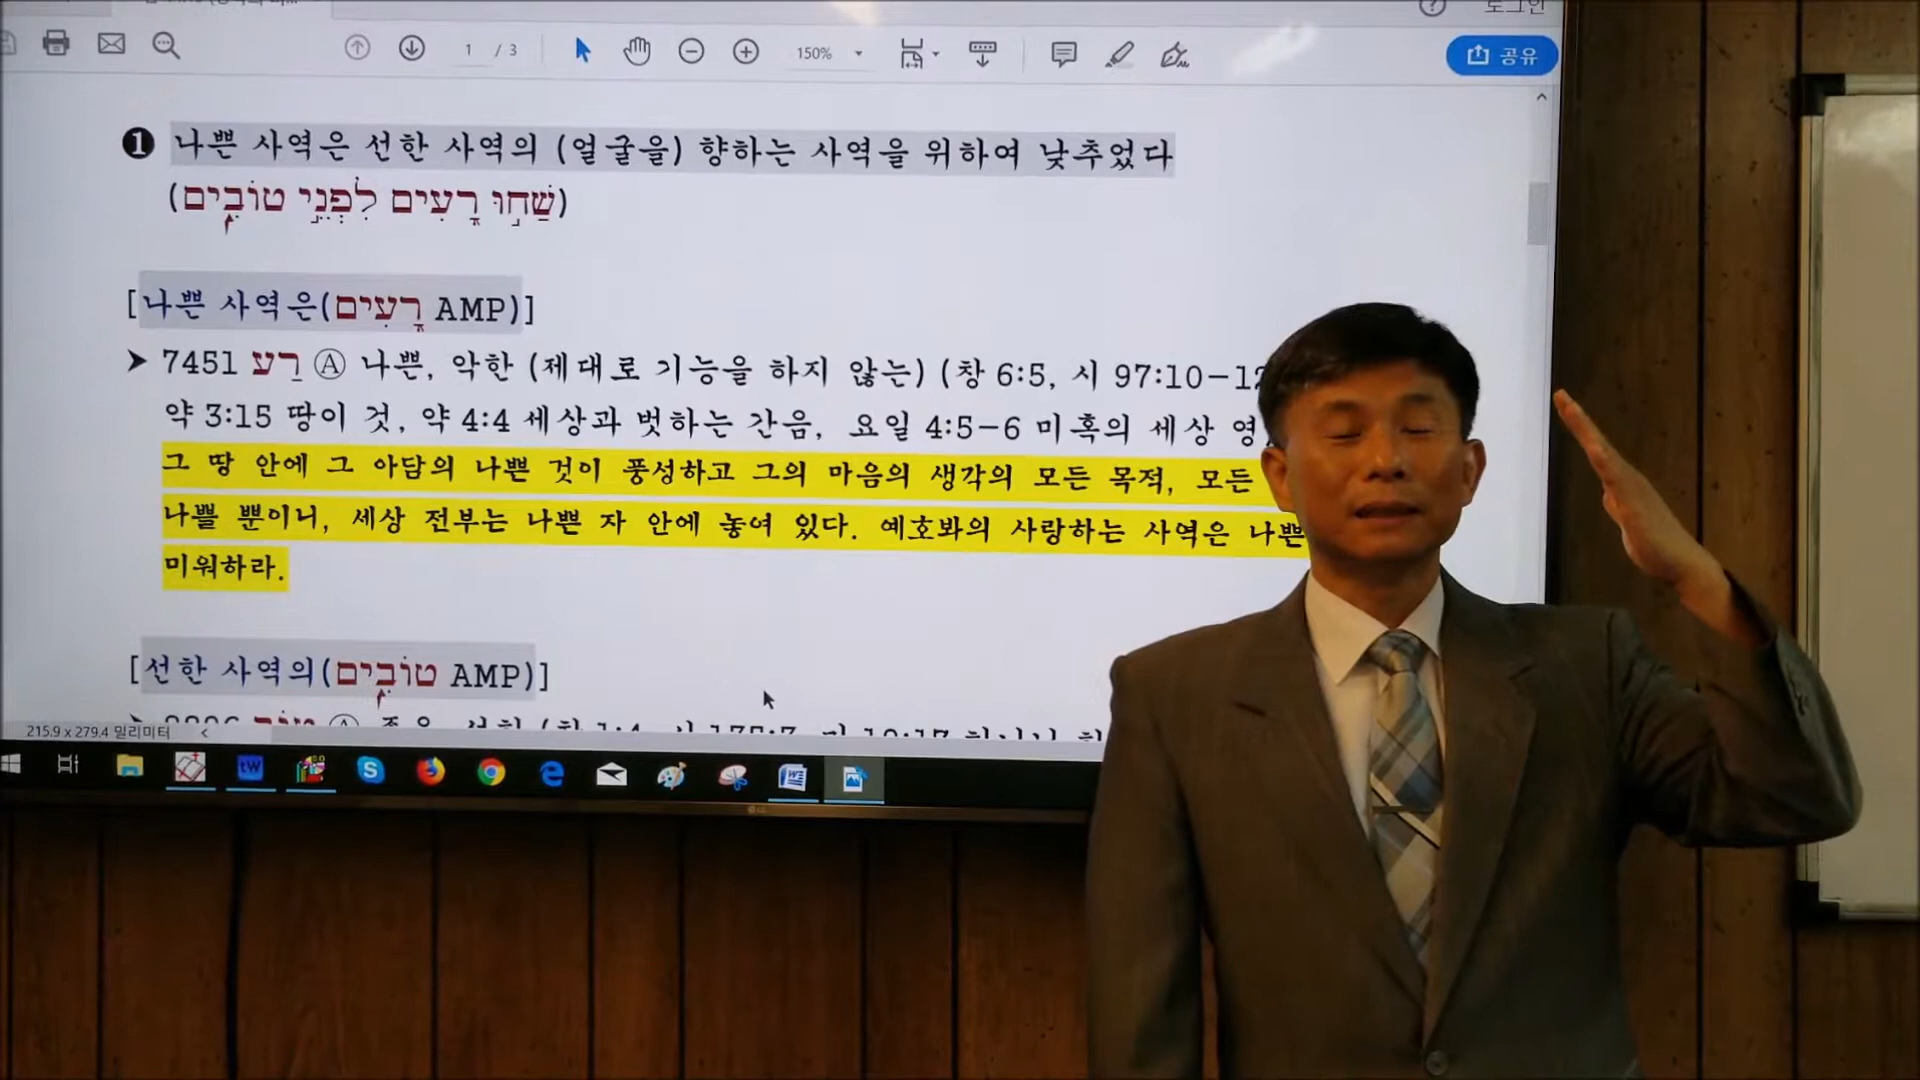 로그인
1 / 3
150%
공유
❶ 나쁜 사역은 선한 사역의 (얼굴을) 향하는 사역을 위하여 낮추었다
(שַׁח֣וּ רָ֭עִים לִפְנֵ֣י טוֹבִ֑ים)
[나쁜 사역은(רָ֭עִים AMP)]
➤ 7451 רַע Ⓐ 나쁜, 악한 (제대로 기능을 하지 않는) (창 6:5, 시 97:10-12
약 3:15 땅이 것, 약 4:4 세상과 벗하는 간음, 요일 4:5-6 미혹의 세상 영
그 땅 안에 그 아담의 나쁜 것이 풍성하고 그의 마음의 생각의 모든 목적, 모든
나쁠 뿐이니, 세상 전부는 나쁜 자 안에 놓여 있다. 예호봐의 사랑하는 사역은 나쁜
미워하라.
[선한 사역의(טוֹבִ֑ים AMP)]
215.9 x 279.4 밀리미터